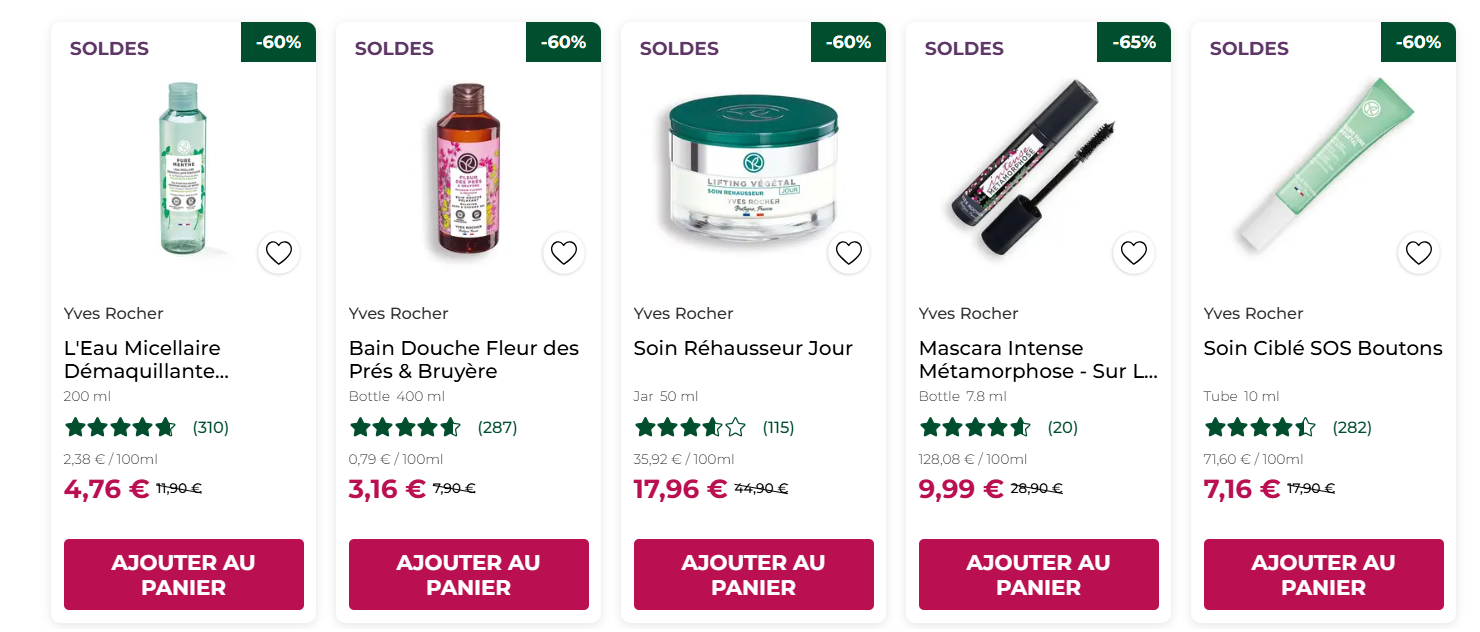 SOLDES
-60%
PURE
MENTHE
Yves Rocher
L'Eau Micellaire
Démaquillante...
200 ml
(310)
2,38 € / 100ml
4,76 € 11,90 €
AJOUTER AU
PANIER
SOLDES
-60%
FLEUR
DES PRÉS
& BRUYÈRE
YVES ROCHER
Yves Rocher
Bain Douche Fleur des
Prés & Bruyère
Bottle 400 ml
(287)
0,79 € / 100ml
3,16 € 7,90 €
AJOUTER AU
PANIER
SOLDES
-60%
LIFTING VÉGÉTAL
SOIN REHAUSSEUR JOUR
YVES ROCHER
Bretagne, France
Yves Rocher
Soin Réhausseur Jour
Jar 50 ml
(115)
35,92 € / 100ml
17,96 € 44,90 €
AJOUTER AU
PANIER
SOLDES
-65%
intense
MÉTAMORPHOSE
YVES ROCHER
Yves Rocher
Mascara Intense
Métamorphose - Sur L...
Bottle 7.8 ml
(20)
128,08 € / 100ml
9,99 € 28,90 €
AJOUTER AU
PANIER
SOLDES
-60%
Yves Rocher
Soin Ciblé SOS Boutons
Tube 10 ml
(282)
71,60 € / 100ml
7,16 € 17,90 €
AJOUTER AU
PANIER